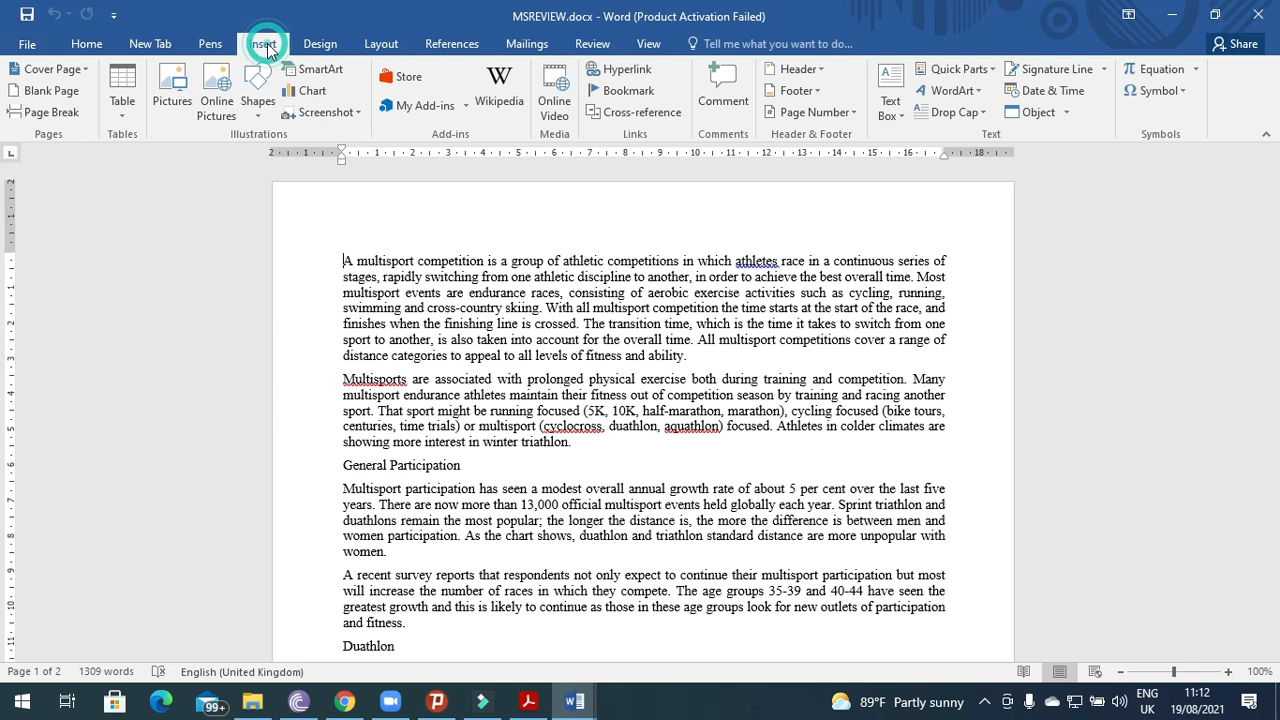 MSREVIEW.docx - Word (Product Activation Failed)
File Home New Tab Pens Insert Design Layout References Mailings Review View Tell me what you want to do... Share
Cover Page
Blank Page
Page Break
Pages
Table
Tables
Pictures
Online Pictures
Shapes
SmartArt
Chart
Screenshot
Illustrations
Store
My Add-ins
Wikipedia
Add-ins
Online Video
Media
Hyperlink
Bookmark
Cross-reference
Links
Comment
Comments
Header
Footer
Page Number
Header & Footer
Text Box
Quick Parts
WordArt
Drop Cap
Signature Line
Date & Time
Object
Text
Equation
Symbol
Symbols
2 1 1 2 3 4 5 6 7 8 9 10 11 12 13 14 15 16 18
A multisport competition is a group of athletic competitions in which athletes race in a continuous series of
stages, rapidly switching from one athletic discipline to another, in order to achieve the best overall time. Most
multisport events are endurance races, consisting of aerobic exercise activities such as cycling, running,
swimming and cross-country skiing. With all multisport competition the time starts at the start of the race, and
finishes when the finishing line is crossed. The transition time, which is the time it takes to switch from one
sport to another, is also taken into account for the overall time. All multisport competitions cover a range of
distance categories to appeal to all levels of fitness and ability.
Multisports are associated with prolonged physical exercise both during training and competition. Many
multisport endurance athletes maintain their fitness out of competition season by training and racing another
sport. That sport might be running focused (5K, 10K, half-marathon, marathon), cycling focused (bike tours,
centuries, time trials) or multisport (cyclocross, duathlon, aquathlon) focused. Athletes in colder climates are
showing more interest in winter triathlon.
General Participation
Multisport participation has seen a modest overall annual growth rate of about 5 per cent over the last five
years. There are now more than 13,000 official multisport events held globally each year. Sprint triathlon and
duathlons remain the most popular; the longer the distance is, the more the difference is between men and
women participation. As the chart shows, duathlon and triathlon standard distance are more unpopular with
women.
A recent survey reports that respondents not only expect to continue their multisport participation but most
will increase the number of races in which they compete. The age groups 35-39 and 40-44 have seen the
greatest growth and this is likely to continue as those in these age groups look for new outlets of participation
and fitness.
Duathlon
Page 1 of 2 1309 words English (United Kingdom) 100%
99+ 89°F Partly sunny ENG UK 11:12 19/08/2021